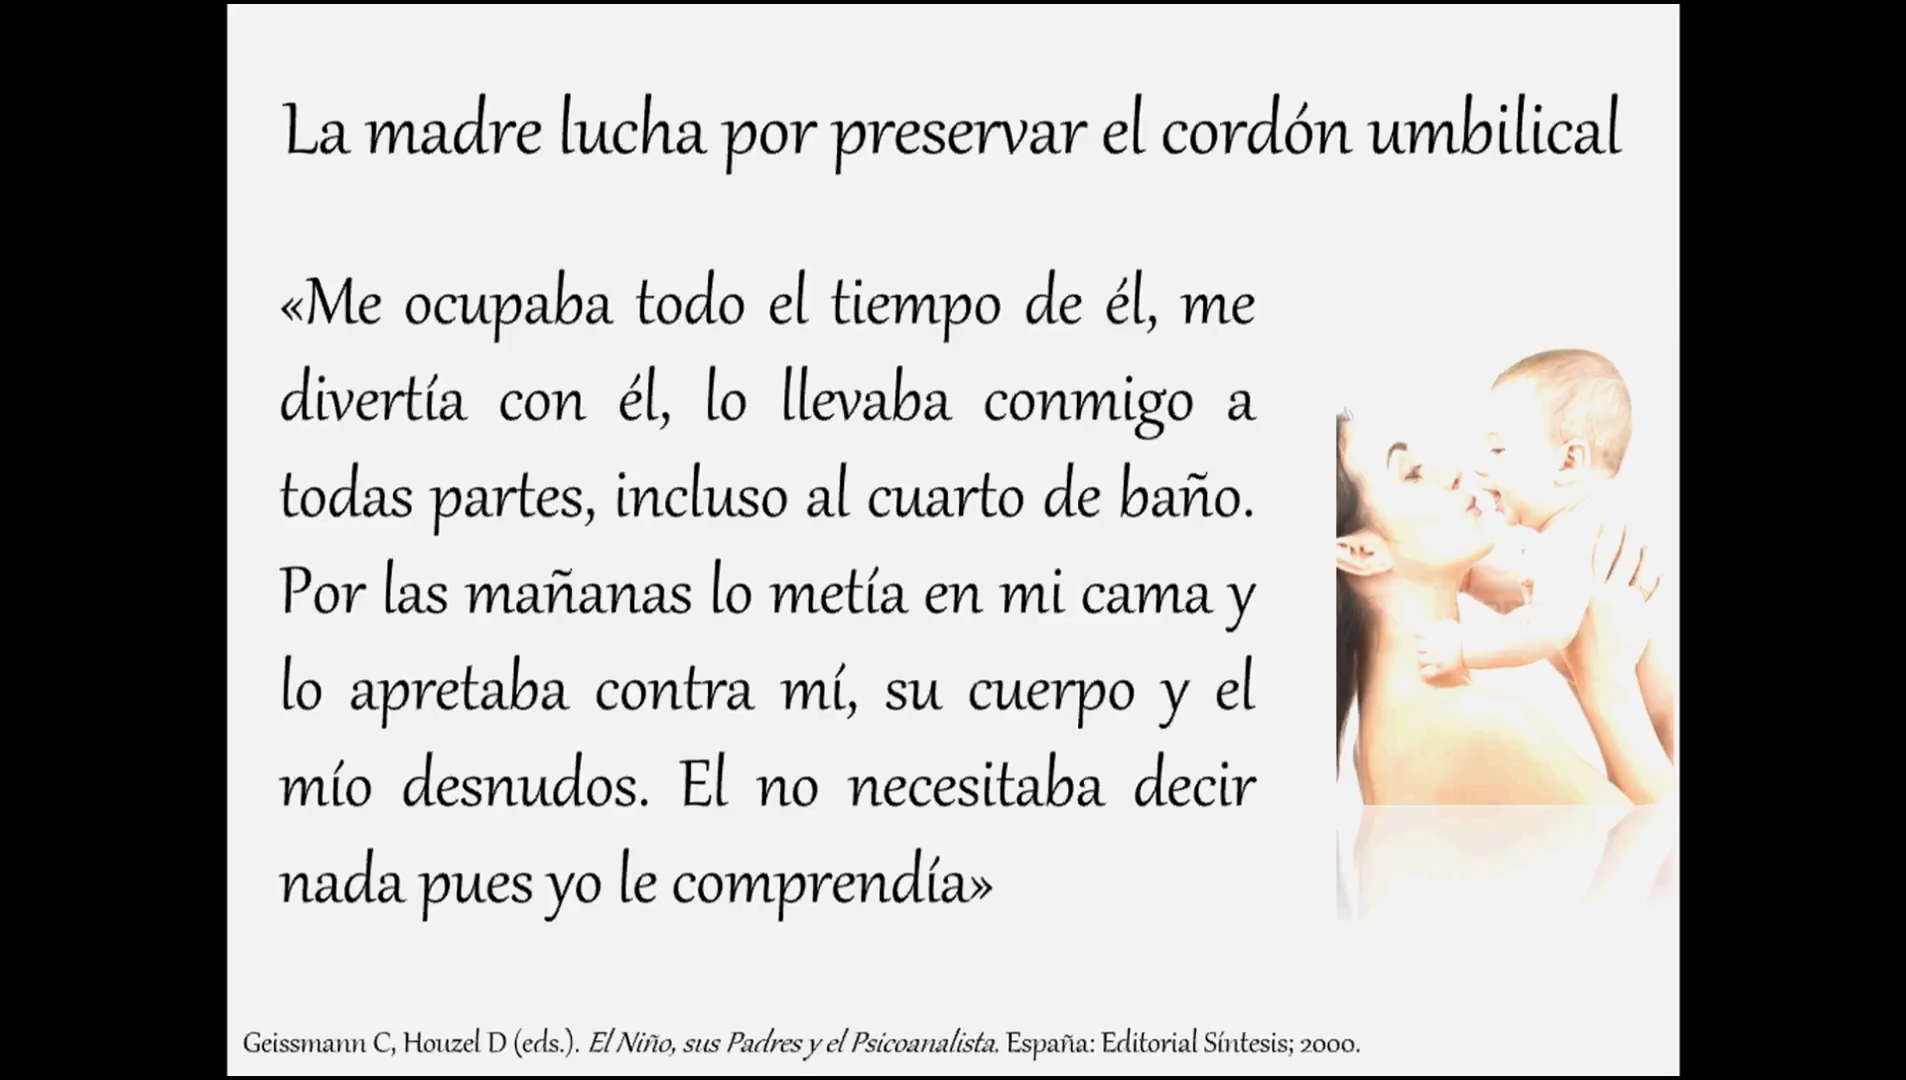 La madre lucha por preservar el cordón umbilical
«Me ocupaba todo el tiempo de él, me
divertía con él, lo llevaba conmigo a
todas partes, incluso al cuarto de baño.
Por las mañanas lo metía en mi cama y
lo apretaba contra mí, su cuerpo y el
mío desnudos. El no necesitaba decir
nada pues yo le comprendía»
Geissmann C, Houzel D (eds.). El Niño, sus Padres y el Psicoanalista. España: Editorial Síntesis; 2000.